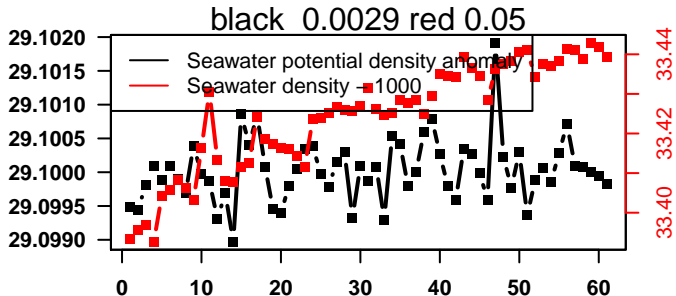 black 0.0029 red 0.05
Seawater potential density anomaly
Seawater density - 1000
29.1020
29.1015
29.1010
29.1005
29.1000
29.0995
29.0990
33.44
33.42
33.40
0 10 20 30 40 50 60